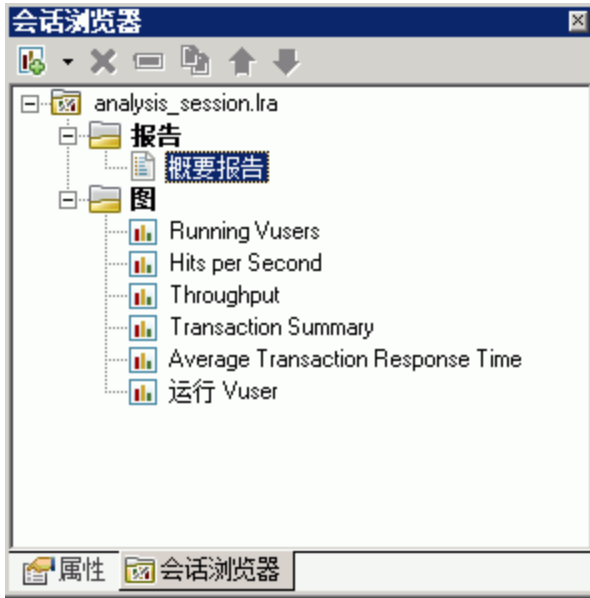 会话浏览器
analysis_session.lra
报告
概要报告
图
Running Vusers
Hits per Second
Throughput
Transaction Summary
Average Transaction Response Time
运行 Vuser
属性 会话浏览器